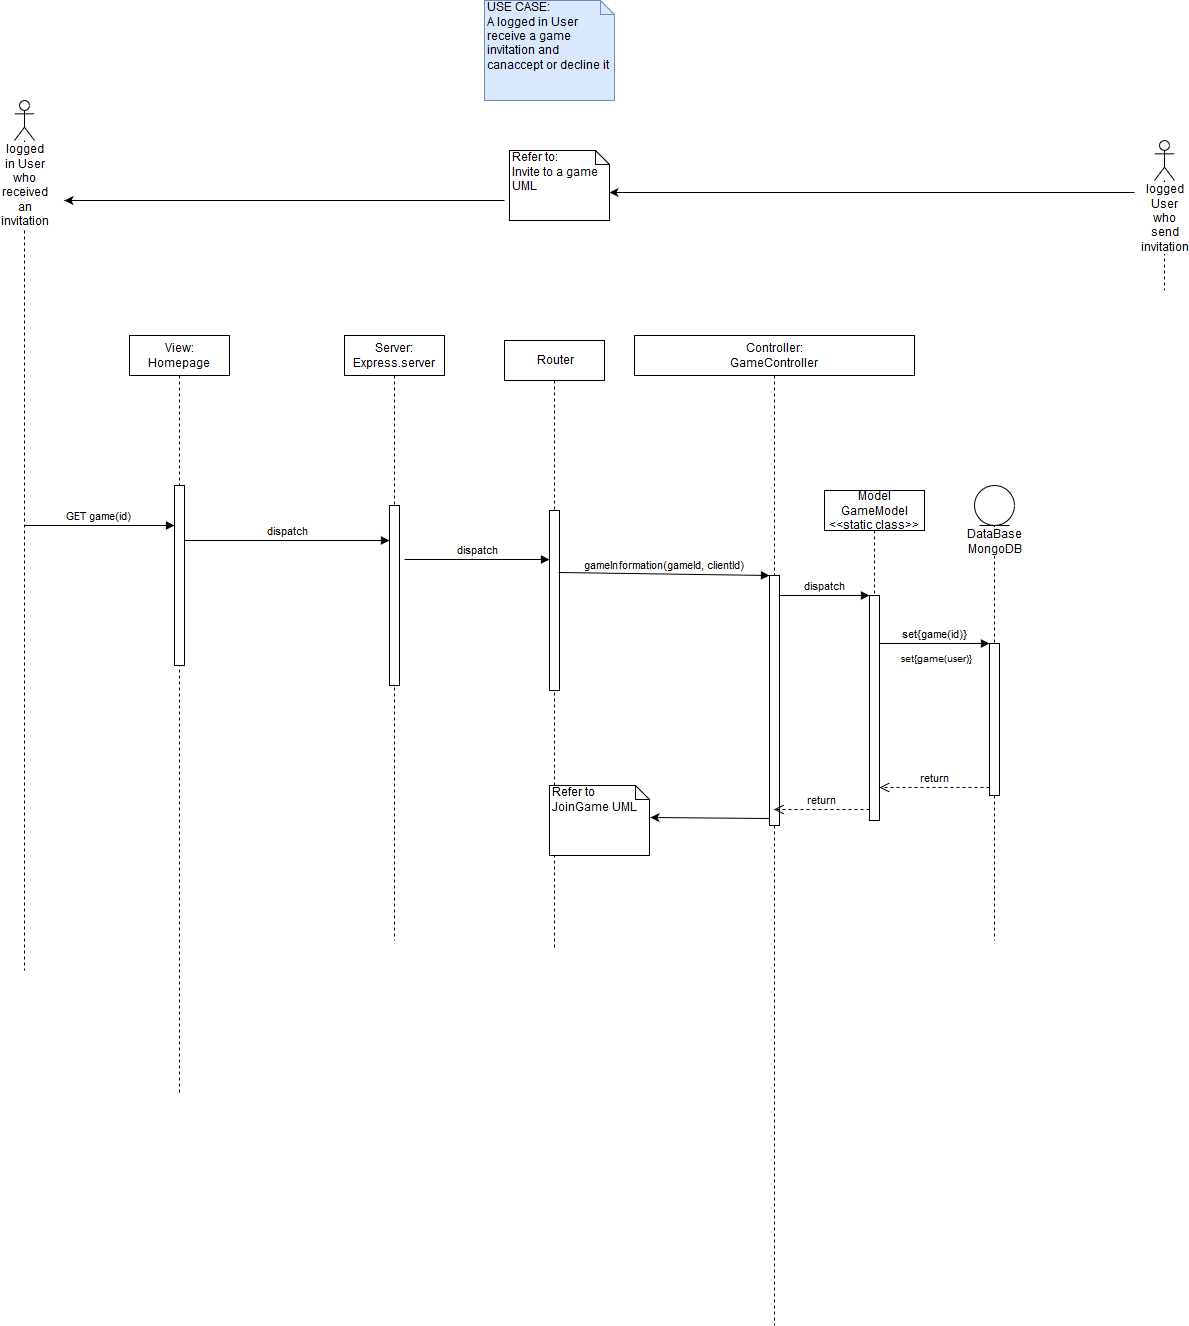 USE CASE:
A logged in User
receive a game
invitation and
canaccept or decline it
logged
in User
who
received
an
invitation
Refer to:
Invite to a game
UML
logged
User
who
send
invitation
View:
Homepage
Server:
Express.server
Router
Controller:
GameController
Model
GameModel
<<static class>>
DataBase
MongoDB
GET game(id)
dispatch
dispatch
gameInformation(gameId, clientId)
dispatch
set{game(id)}
set{game(user)}
return
return
Refer to
JoinGame UML